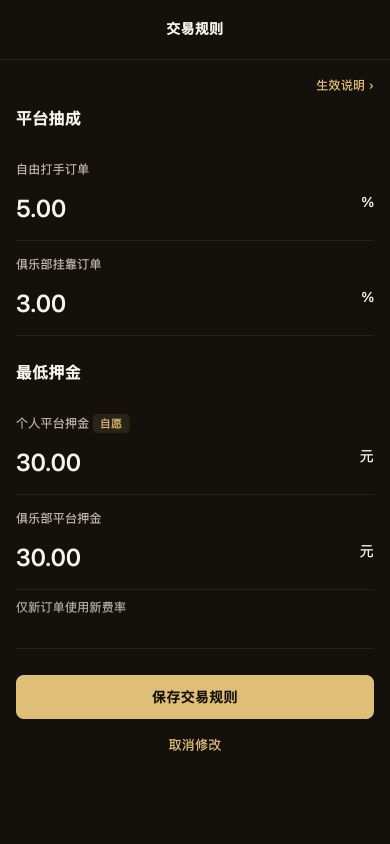 交易规则
生效说明 ›
平台抽成
自由打手订单
5.00 %
俱乐部挂靠订单
3.00 %
最低押金
个人平台押金 自愿
30.00 元
俱乐部平台押金
30.00 元
仅新订单使用新费率
保存交易规则
取消修改